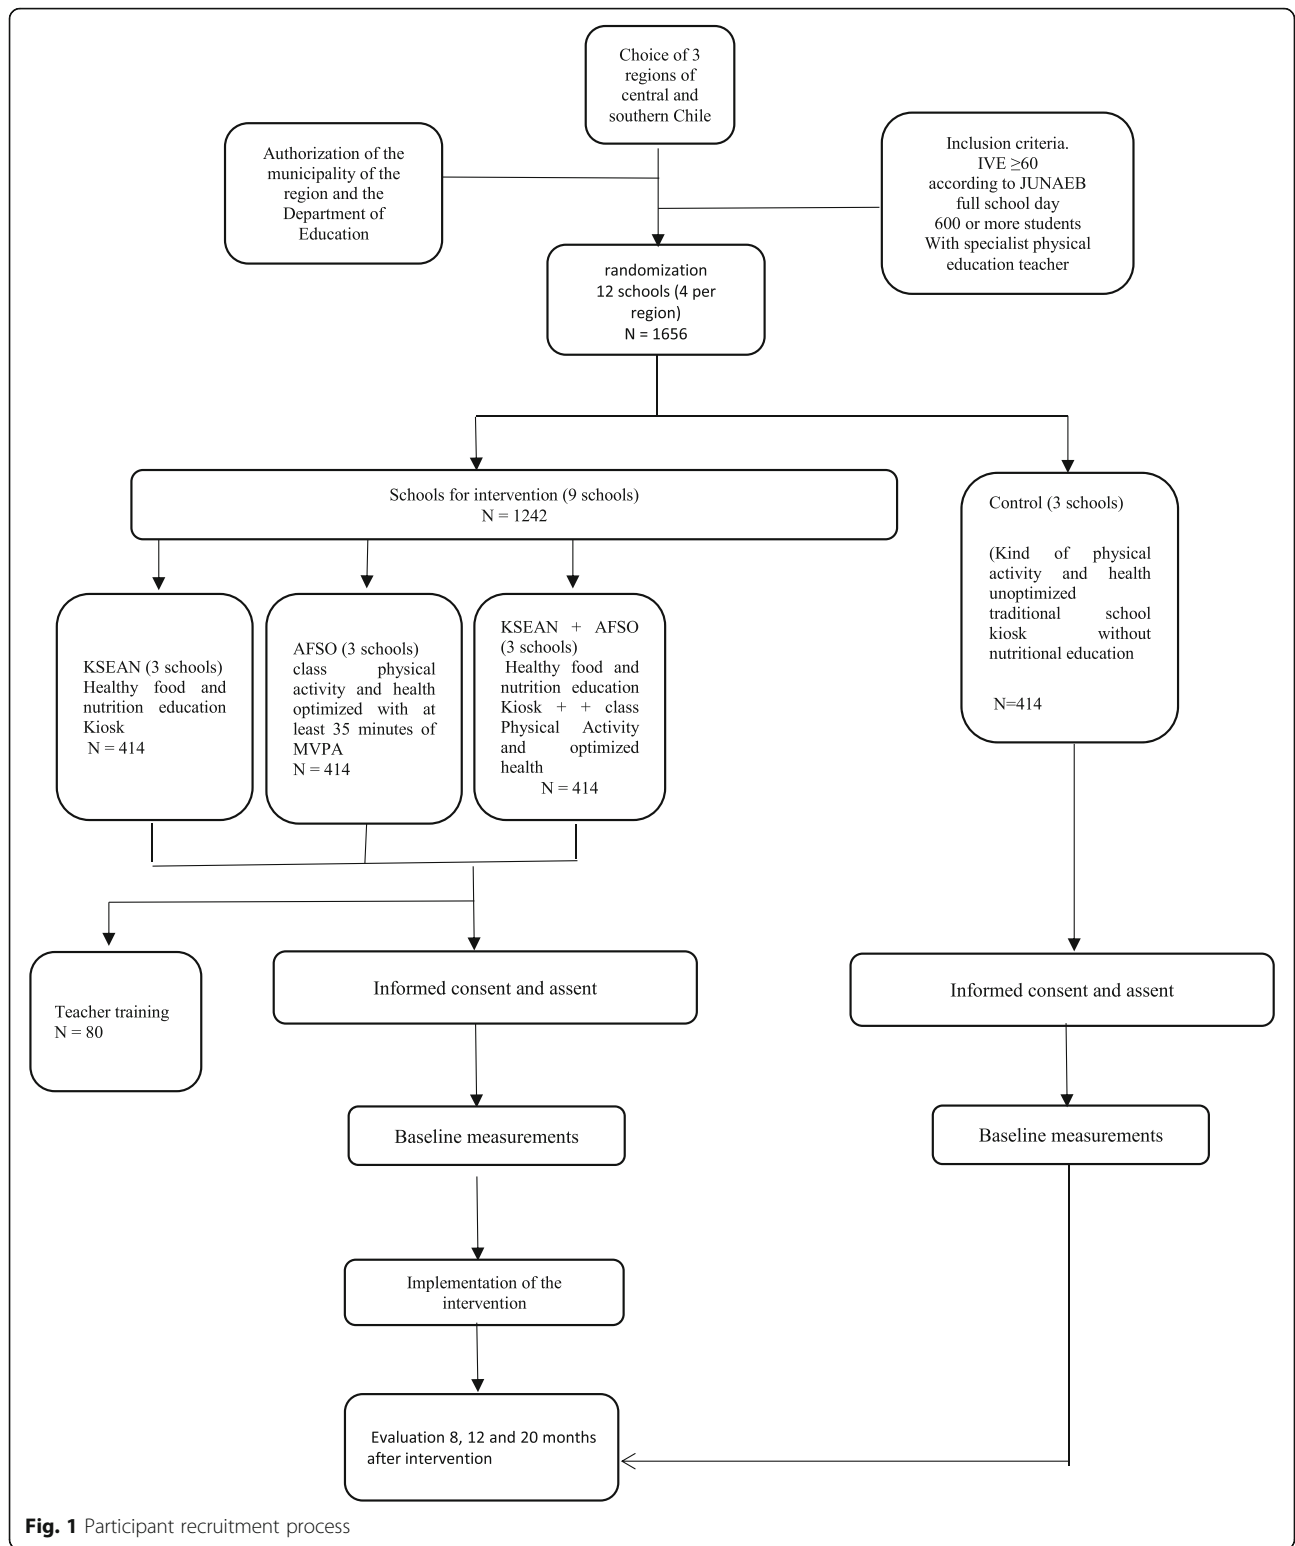 Choice of 3
regions of
central and
southern Chile
Authorization of the
municipality of the
region and the
Department of
Education
Inclusion criteria.
IVE ≥60
according to JUNAEB
full school day
600 or more students
With specialist physical
education teacher
randomization
12 schools (4 per
region)
N = 1656
Schools for intervention (9 schools)
N = 1242
Control (3 schools)
(Kind of physical
activity and health
unoptimized
traditional school
kiosk without
nutritional education
N=414
KSEAN (3 schools)
Healthy food and
nutrition education
Kiosk
N = 414
AFSO (3 schools)
class physical
activity and health
optimized with at
least 35 minutes of
MVPA
N = 414
KSEAN + AFSO
(3 schools)
Healthy food and
nutrition education
Kiosk + + class
Physical Activity
and optimized
health
N = 414
Teacher training
N = 80
Informed consent and assent
Informed consent and assent
Baseline measurements
Baseline measurements
Implementation of the
intervention
Evaluation 8, 12 and 20 months
after intervention
Fig. 1 Participant recruitment process